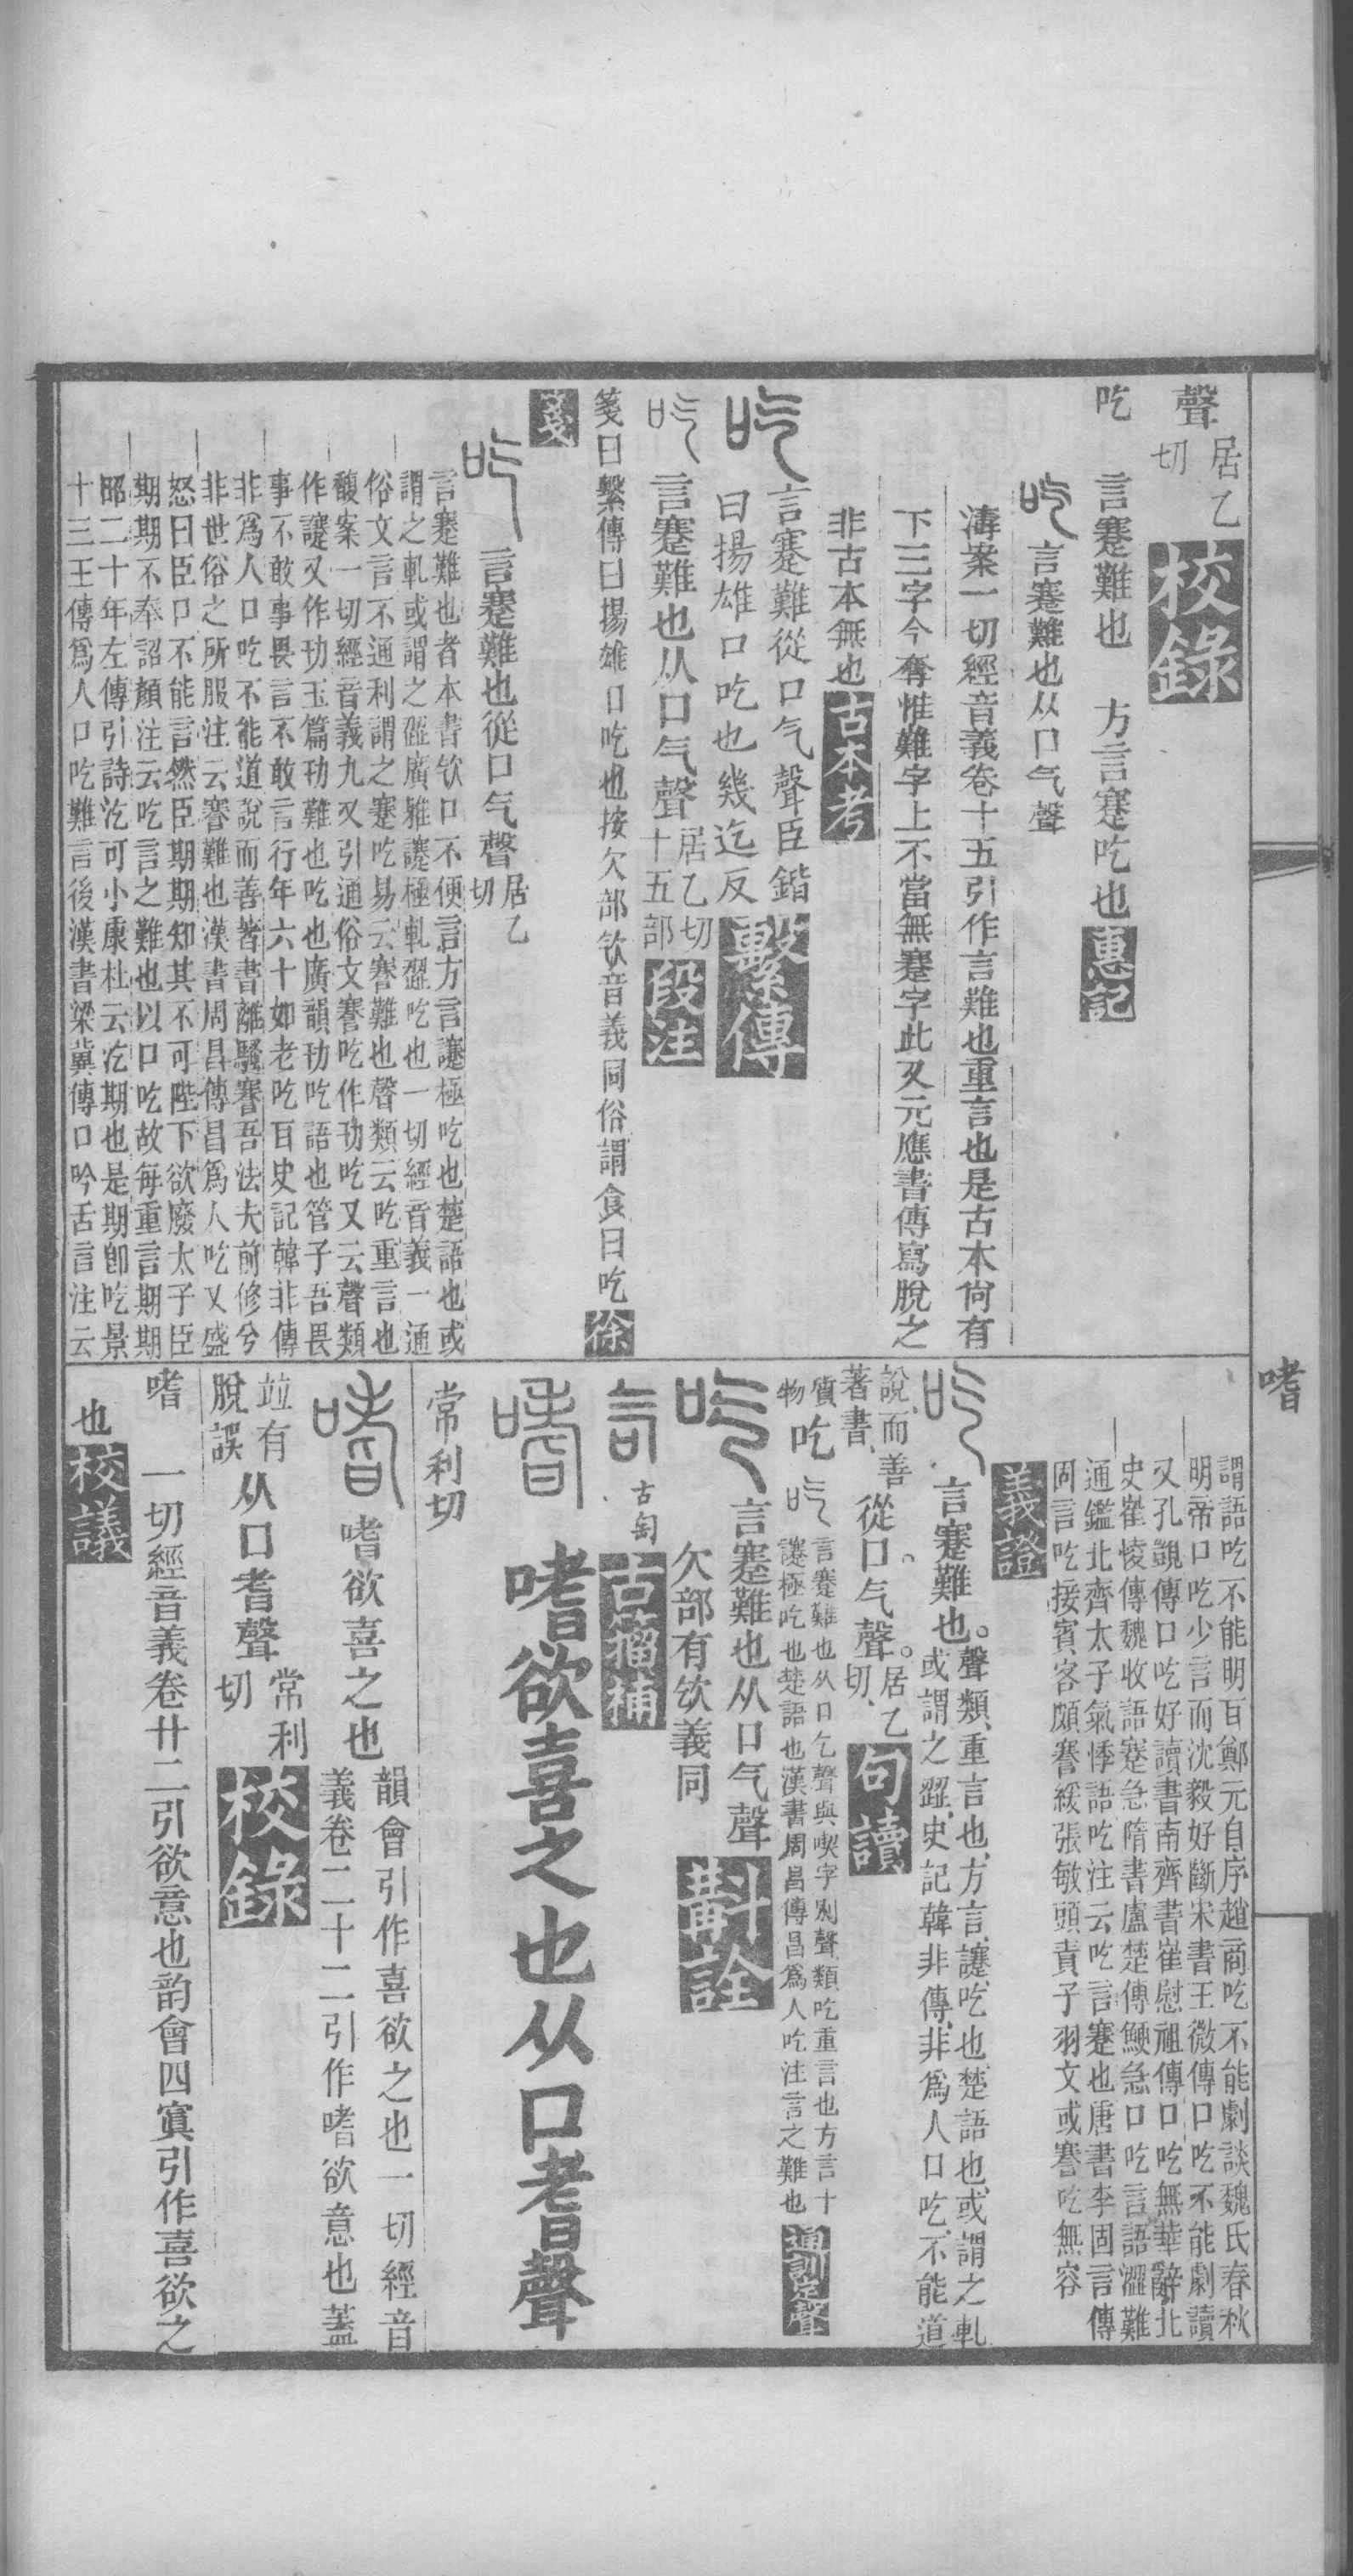 聲居乙切校錄
吃 言蹇難也 方言蹇吃也惠記
言蹇難也从口气聲
濤案一切經音義卷十五引作言難也重言也是古本尙有
下三字今奪惟難字上不當無蹇字此又元應書傳寫脫之
非古本無也古本考
言蹇難從口气聲臣鍇
曰揚雄口吃也幾迄反繫傳
言蹇難也从口气聲居乙切十五部段注
箋曰繫傳曰揚雄口吃也按欠部欥音義同俗謂食曰吃徐
箋
言蹇難也從口气聲居乙切
言蹇難也者本書欥口不便言方言讓極吃也楚語也或
謂之軋或謂之𨇨廣雅讓極軋𨇨吃也一切經音義一通
俗文言不通利謂之蹇吃易云謇難也聲類云吃重言也
馥案一切經音義九又引通俗文謇吃作㓛吃又云聲類
作讓又作㓛玉篇㓛難也吃也廣韻㓛吃語也管子吾畏
事不敢事畏言不敢言行年六十如老吃耳史記韓非傳
非爲人口吃不能道說而善著書離騷謇吾法夫前修兮
非世俗之所服注云謇難也漢書周昌傳昌爲人吃又盛
怒曰臣口不能言然臣期期知其不可陛下欲廢太子臣
期期不奉詔顏注云吃言之難也以口吃故每重言期期
昭二十年左傳引詩汔可小康杜云汔期也是期卽吃景
十三王傳爲人口吃難言後漢書梁冀傳口吟舌言注云
嗜
謂語吃不能明耳鄭元自序趙商吃不能劇談魏氏春秋
明帝口吃少言而沈毅好斷宋書王微傳口吃不能劇讀
又孔覬傳口吃好讀書南齊書崔慰祖傳口吃無華辭北
史崔㥄傳魏收語蹇急隋書盧楚傳鯁急口吃言語澀難
通鑑北齊太子氣悸語吃注云吃言蹇也唐書李固言傳
固言吃接賓客頗謇緩張敏頭責子羽文或謇吃無容
義證
言蹇難也。聲類、重言也、方言、讓吃也、楚語也、或謂之軋、
或謂之澀、史記韓非傳、非爲人口吃、不能道
說、而善著書、從口。气聲。居乙切、句讀
質物 吃 言蹇難也从口乞聲與喫字別聲類吃重言也方言十
讓極吃也楚語也漢書周昌傳昌爲人吃注言之難也通訓定聲
言蹇難也从口气聲
欠部有欥義同斠詮
古匋古籀補
嗜欲喜之也从口耆聲
常利切
嗜欲喜之也韻會引作喜欲之也一切經音
義卷二十二引作嗜欲意也蓋
竝有脫誤从口耆聲常利切校錄
嗜 一切經音義卷廿二引欲意也韵會四寘引作喜欲之
也校議